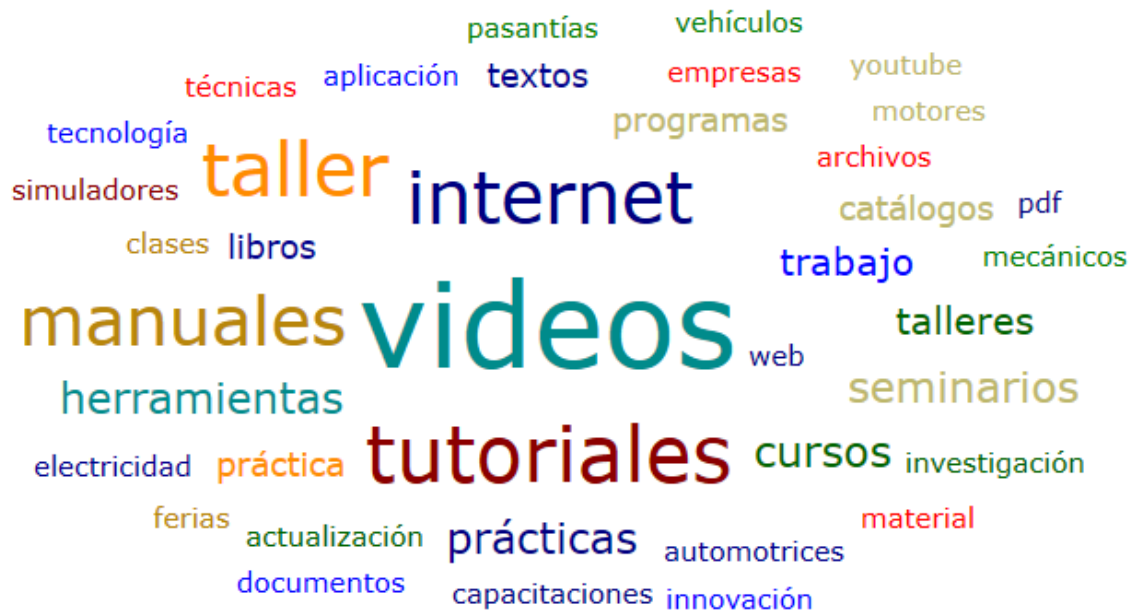 pasantías
vehículos
técnicas
aplicación
textos
empresas
youtube
tecnología
programas
motores
taller
archivos
simuladores
internet
catálogos
pdf
clases
libros
trabajo
mecánicos
manuales
videos
talleres
web
herramientas
seminarios
electricidad
práctica
tutoriales
cursos
investigación
ferias
actualización
prácticas
automotrices
material
documentos
capacitaciones
innovación